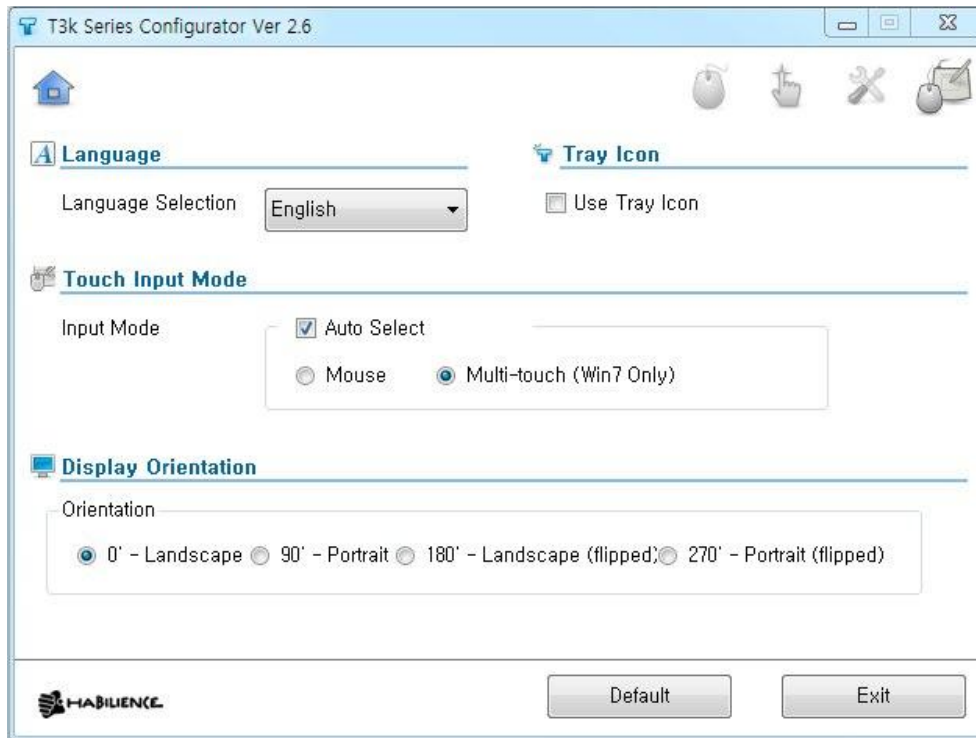 T3k Series Configurator Ver 2.6
Language
Tray Icon
Language Selection
English
Use Tray Icon
Touch Input Mode
Input Mode
Auto Select
Mouse
Multi-touch (Win7 Only)
Display Orientation
Orientation
0' - Landscape
90' - Portrait
180' - Landscape (flipped)
270' - Portrait (flipped)
HABILIENCE
Default
Exit